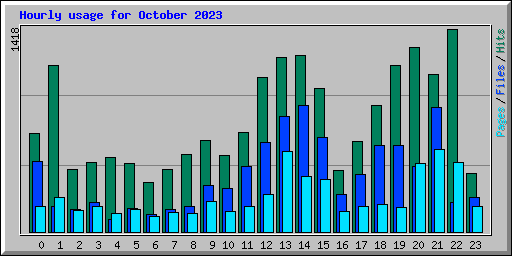 Hourly usage for October 2023
1418
Pages/Files/Hits
0 1 2 3 4 5 6 7 8 9 10 11 12 13 14 15 16 17 18 19 20 21 22 23